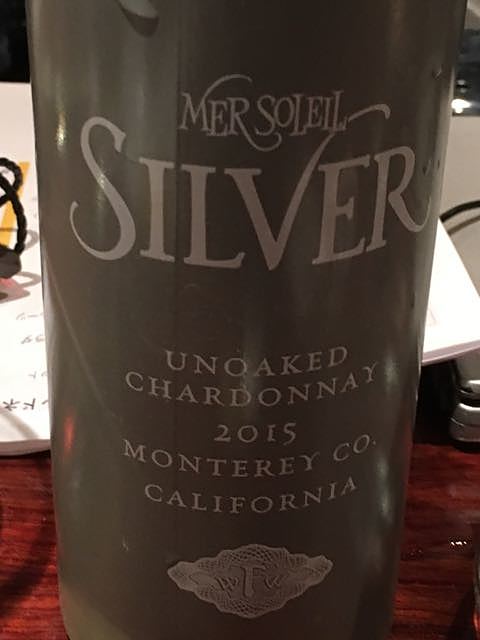 MER SOLEIL
SILVER
UNOAKED
CHARDONNAY
2015
MONTEREY CO.
CALIFORNIA